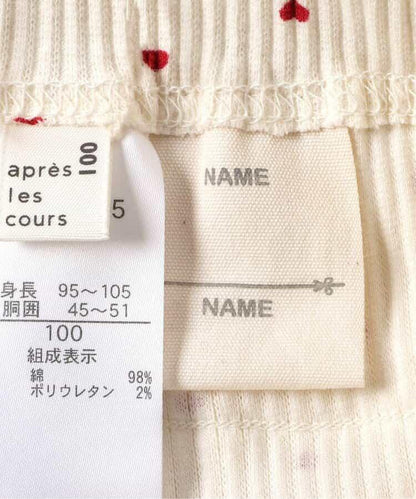 après
les
cours
100
5
身長 95～105
胴囲 45～51
100
組成表示
綿 98%
ポリウレタン 2%
NAME
NAME